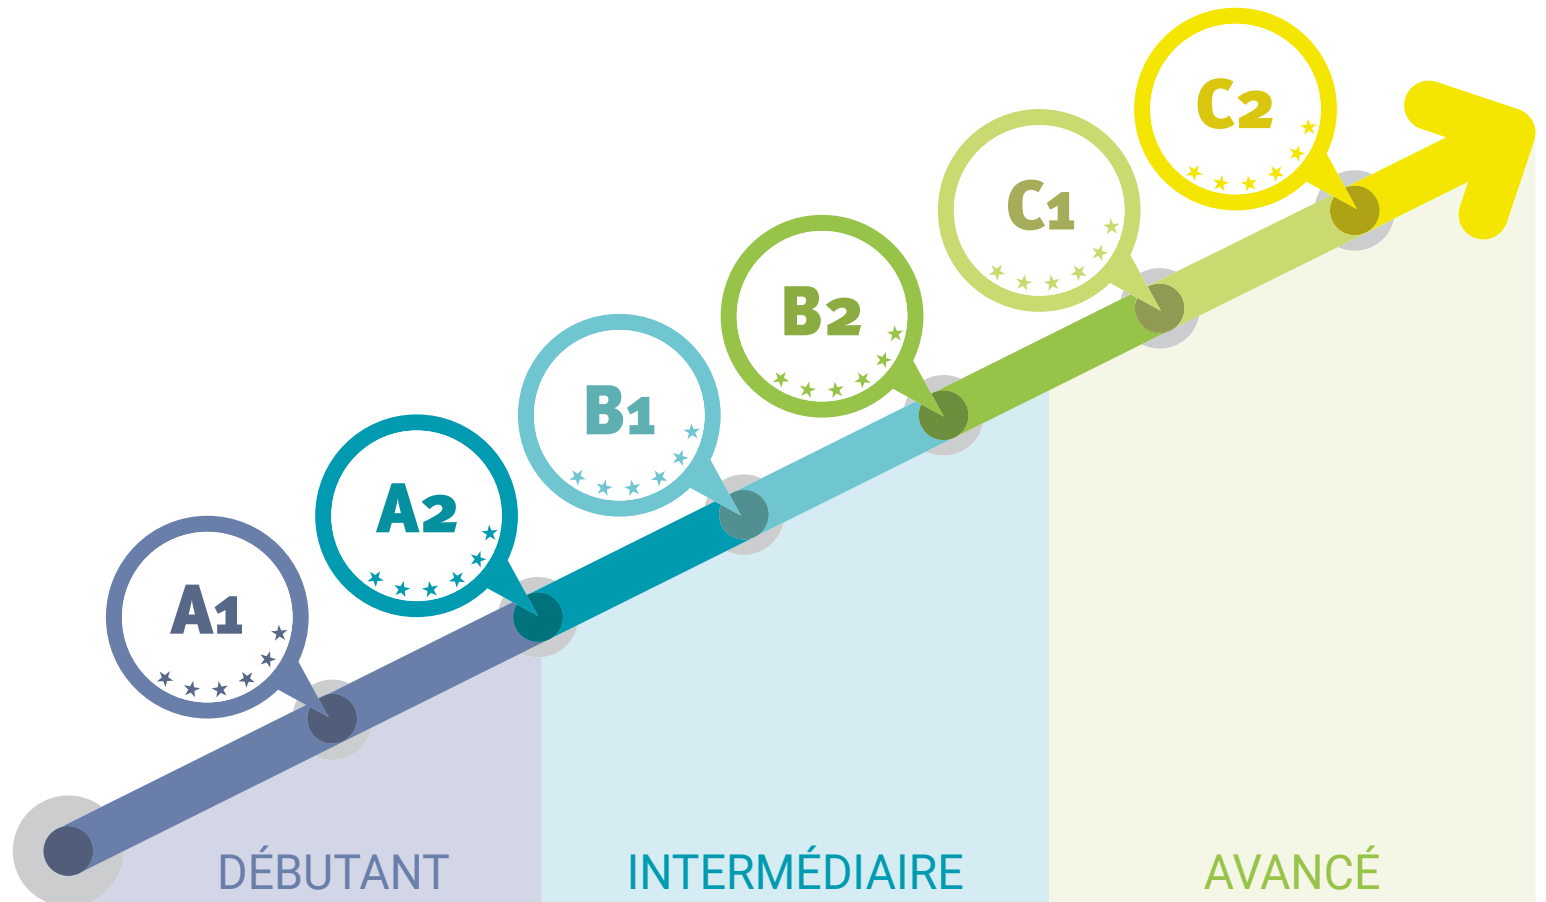 A1
A2
B1
B2
C1
C2
DÉBUTANT
INTERMÉDIAIRE
AVANCÉ